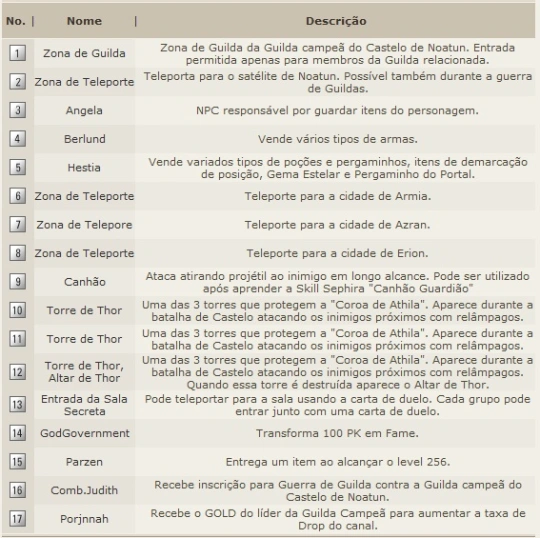 No. | Nome | Descrição
1 Zona de Guilda Zona de Guilda da Guilda campeã do Castelo de Noatun. Entrada
permitida apenas para membros da Guilda relacionada.
2 Zona de Teleporte Teleporta para o satélite de Noatun. Possível também durante a guerra
de Guildas.
3 Angela NPC responsável por guardar itens do personagem.
4 Berlund Vende vários tipos de armas.
5 Hestia Vende variados tipos de poções e pergaminhos, itens de demarcação
de posição, Gema Estelar e Pergaminho do Portal.
6 Zona de Teleporte Teleporte para a cidade de Armia.
7 Zona de Telepore Teleporte para a cidade de Azran.
8 Zona de Teleporte Teleporte para a cidade de Erion.
9 Canhão Ataca atirando projétil ao inimigo em longo alcance. Pode ser utilizado
após aprender a Skill Sephira "Canhão Guardião"
10 Torre de Thor Uma das 3 torres que protegem a "Coroa de Athila". Aparece durante a
batalha de Castelo atacando os inimigos próximos com relâmpagos.
11 Torre de Thor Uma das 3 torres que protegem a "Coroa de Athila". Aparece durante a
batalha de Castelo atacando os inimigos próximos com relâmpagos.
12 Torre de Thor, Altar de Thor Uma das 3 torres que protegem a "Coroa de Athila". Aparece durante a
batalha de Castelo atacando os inimigos próximos com relâmpagos.
Quando essa torre é destruída aparece o Altar de Thor.
13 Entrada da Sala Secreta Pode teleportar para a sala usando a carta de duelo. Cada grupo pode
entrar junto com uma carta de duelo.
14 GodGovernment Transforma 100 PK em Fame.
15 Parzen Entrega um item ao alcançar o level 256.
16 Comb.Judith Recebe inscrição para Guerra de Guilda contra a Guilda campeã do
Castelo de Noatun.
17 Porjnnah Recebe o GOLD do líder da Guilda Campeã para aumentar a taxa de
Drop do canal.